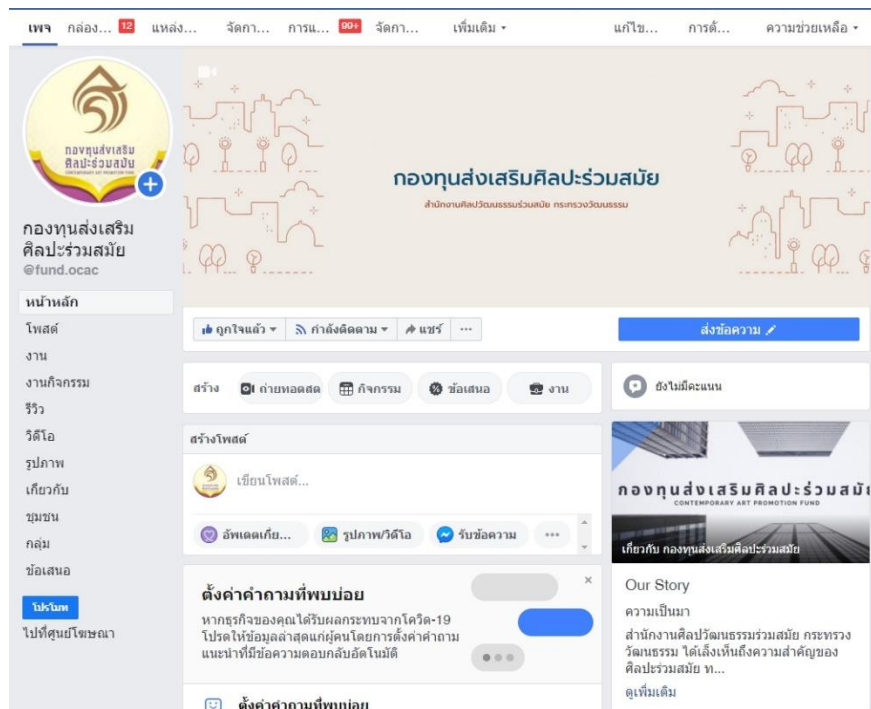 เพจ กล่อง... 12 แหล่ง... จัดกา... การแ... 99+ จัดกา... เพิ่มเติม แก้ไข... การตั้... ความช่วยเหลือ
กองทุนส่งเสริม
ศิลปะร่วมสมัย
CONTEMPORARY ART PROMOTION FUND
กองทุนส่งเสริม
ศิลปะร่วมสมัย
@fund.ocac
หน้าหลัก
โพสต์
งาน
งานกิจกรรม
รีวิว
วิดีโอ
รูปภาพ
เกี่ยวกับ
ชุมชน
กลุ่ม
ข้อเสนอ
โปรโมท
ไปที่ศูนย์โฆษณา
กองทุนส่งเสริมศิลปะร่วมสมัย
สำนักงานศิลปวัฒนธรรมร่วมสมัย กระทรวงวัฒนธรรม
ถูกใจแล้ว กำลังติดตาม แชร์ ...
ส่งข้อความ
สร้าง ถ่ายทอดสด กิจกรรม ข้อเสนอ งาน
สร้างโพสต์
เขียนโพสต์...
อัพเดตเกี่ย... รูปภาพ/วิดีโอ รับข้อความ ...
ตั้งค่าคำถามที่พบบ่อย
หากธุรกิจของคุณได้รับผลกระทบจากโควิด-19
โปรดให้ข้อมูลล่าสุดแก่ผู้คนโดยการตั้งค่าคำถาม
แนะนำที่มีข้อความตอบกลับอัตโนมัติ
ตั้งค่าคำถามที่พบบ่อย
ยังไม่มีคะแนน
กองทุนส่งเสริมศิลปะร่วมสมั
CONTEMPORARY ART PROMOTION FUND
เกี่ยวกับ กองทุนส่งเสริมศิลปะร่วมสมัย
Our Story
ความเป็นมา
สำนักงานศิลปวัฒนธรรมร่วมสมัย กระทรวง
วัฒนธรรม ได้เล็งเห็นถึงความสำคัญของ
ศิลปะร่วมสมัย ท...
ดูเพิ่มเติม